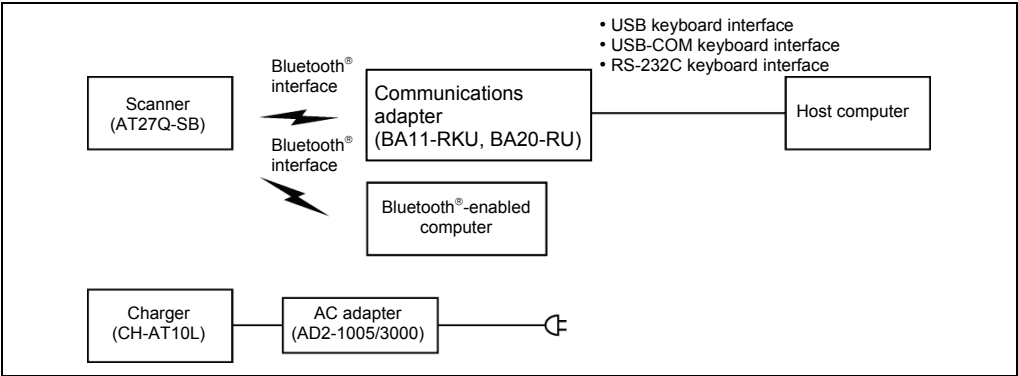 • USB keyboard interface
• USB-COM keyboard interface
• RS-232C keyboard interface
Bluetooth®
interface
Scanner
(AT27Q-SB)
Communications
adapter
(BA11-RKU, BA20-RU)
Host computer
Bluetooth®
interface
Bluetooth®-enabled
computer
Charger
(CH-AT10L)
AC adapter
(AD2-1005/3000)